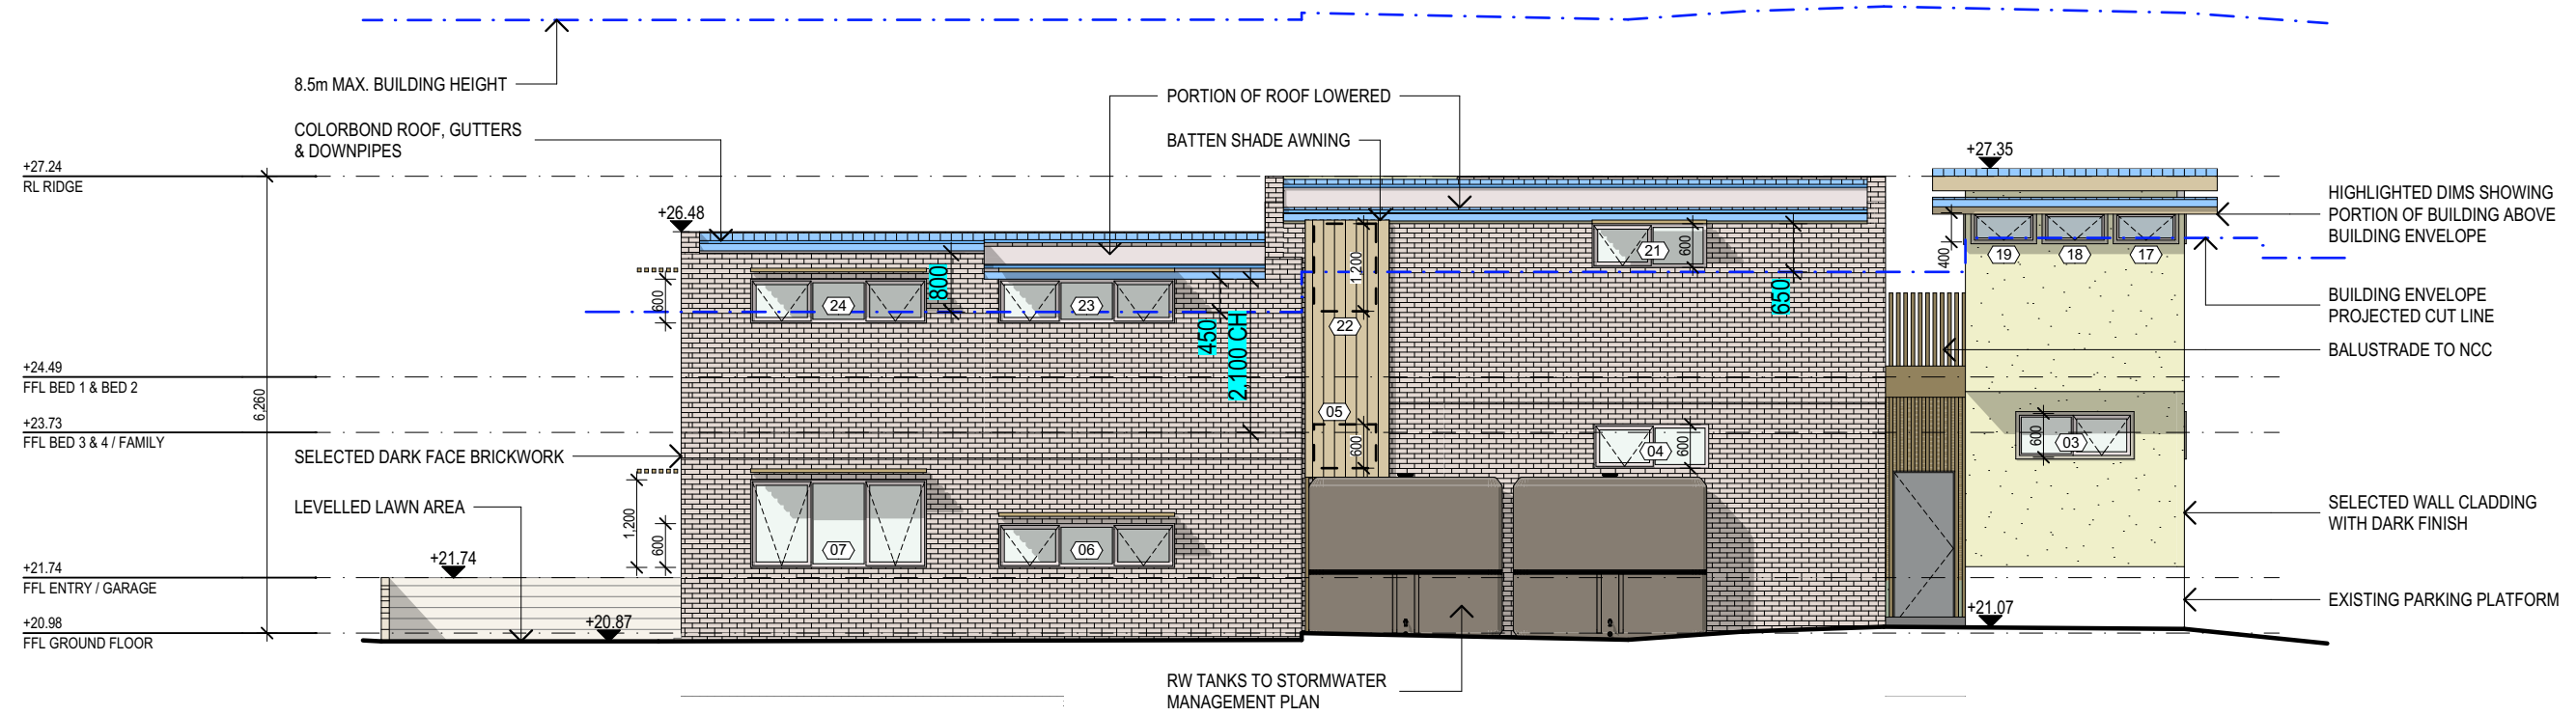 8.5m MAX. BUILDING HEIGHT
COLORBOND ROOF, GUTTERS
& DOWNPIPES
PORTION OF ROOF LOWERED
BATTEN SHADE AWNING
+27.24
RL RIDGE
+26.48
+27.35
HIGHLIGHTED DIMS SHOWING
PORTION OF BUILDING ABOVE
BUILDING ENVELOPE
BUILDING ENVELOPE
PROJECTED CUT LINE
BALUSTRADE TO NCC
600
24
800
23
450
2,100 CH
1,200
22
21
600
650
400
19
18
17
+24.49
FFL BED 1 & BED 2
6,260
+23.73
FFL BED 3 & 4 / FAMILY
SELECTED DARK FACE BRICKWORK
LEVELLED LAWN AREA
05
600
04
600
600
03
SELECTED WALL CLADDING
WITH DARK FINISH
1,200
600
07
06
+21.74
FFL ENTRY / GARAGE
+21.74
+20.98
FFL GROUND FLOOR
+20.87
+21.07
EXISTING PARKING PLATFORM
RW TANKS TO STORMWATER
MANAGEMENT PLAN